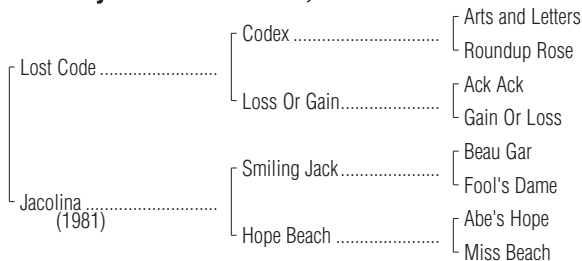 Arts and Letters
Codex
Roundup Rose
Lost Code
Ack Ack
Loss Or Gain
Gain Or Loss
Beau Gar
Smiling Jack
Fool's Dame
Jacolina
(1981)
Abe's Hope
Hope Beach
Miss Beach